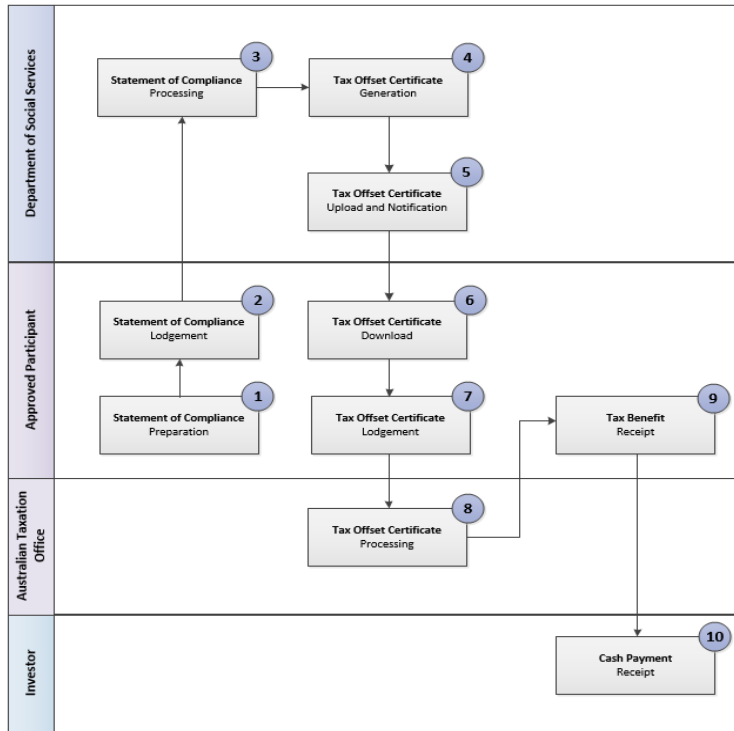 Department of Social Services
3
Statement of Compliance
Processing
4
Tax Offset Certificate
Generation
5
Tax Offset Certificate
Upload and Notification
Approved Participant
2
Statement of Compliance
Lodgement
6
Tax Offset Certificate
Download
1
Statement of Compliance
Preparation
7
Tax Offset Certificate
Lodgement
9
Tax Benefit
Receipt
Australian Taxation
Office
8
Tax Offset Certificate
Processing
Investor
10
Cash Payment
Receipt